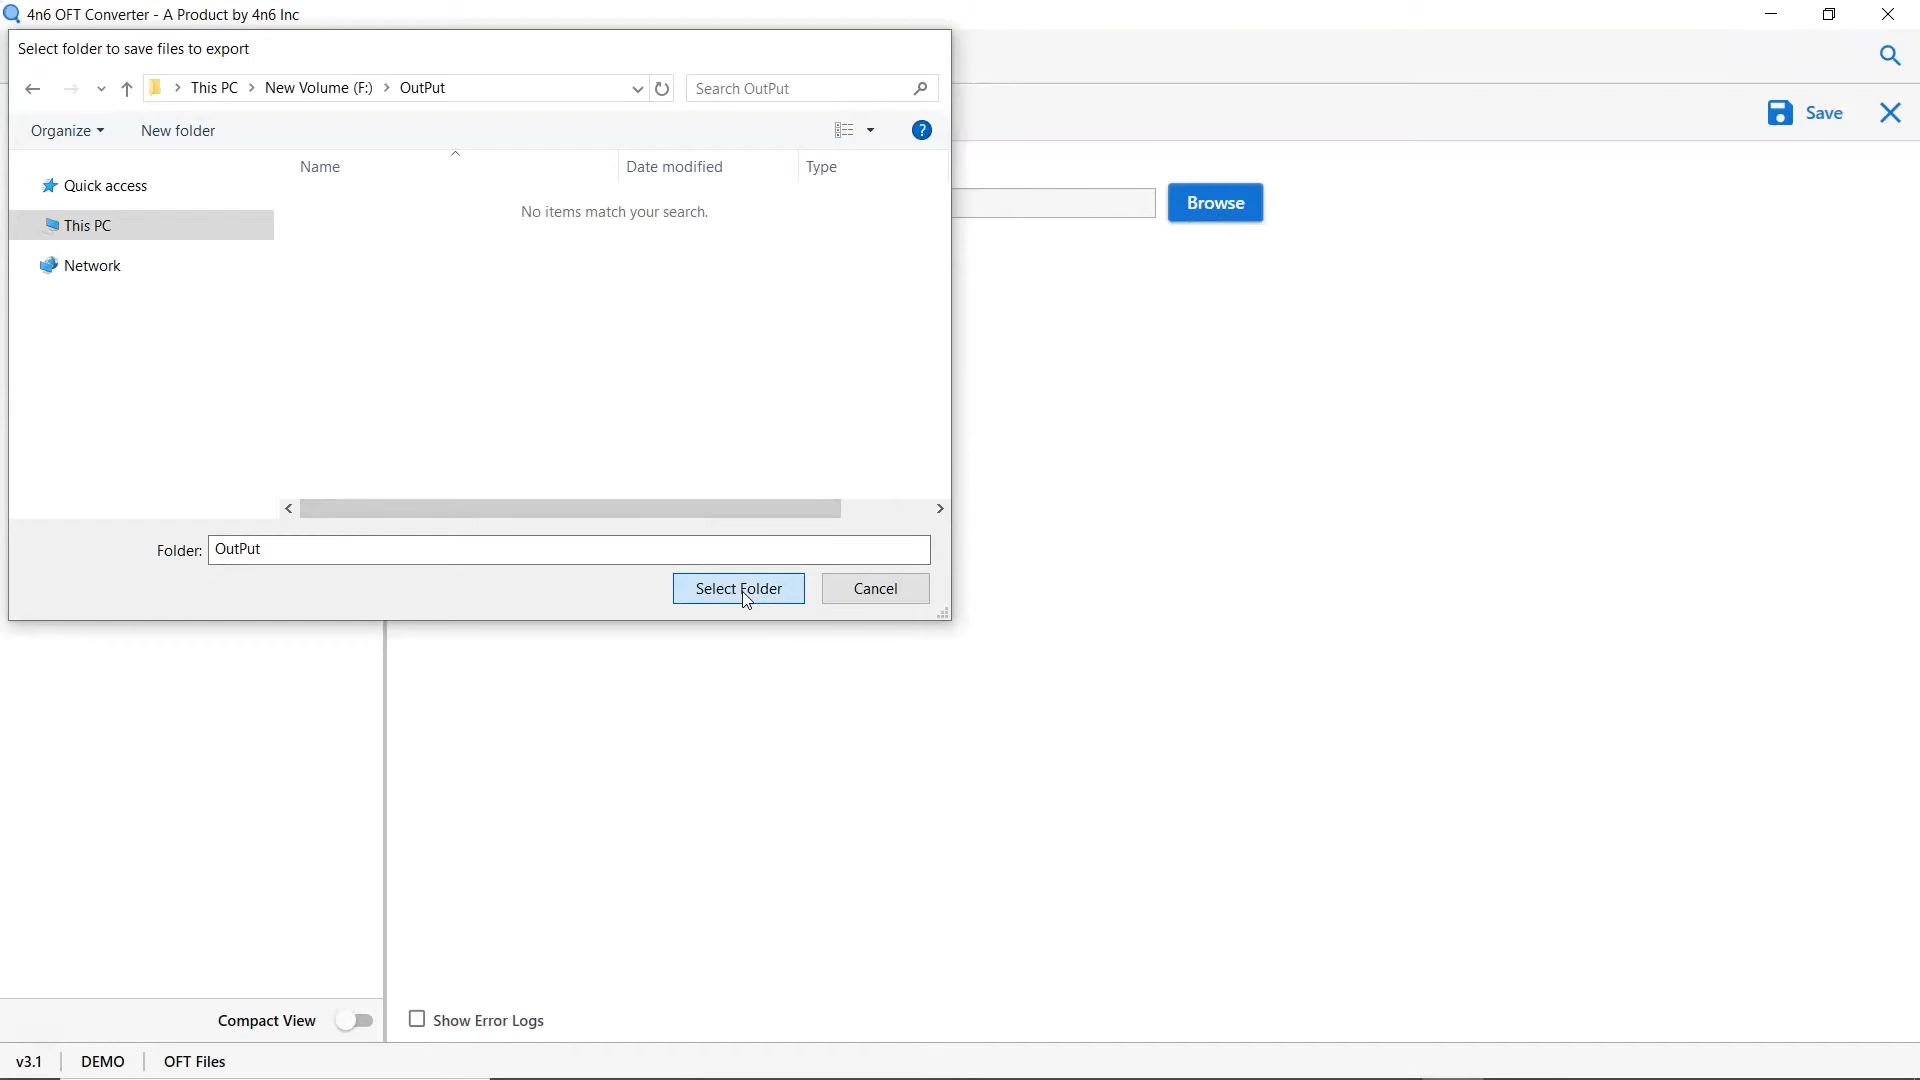 4n6 OFT Converter - A Product by 4n6 Inc
Select folder to save files to export
This PC > New Volume (F:) > OutPut
Search OutPut
Save
Organize
New folder
?
Name
Date modified
Type
Quick access
No items match your search.
Browse
This PC
Network
Folder:
OutPut
Select Folder
Cancel
Compact View
Show Error Logs
v3.1
DEMO
OFT Files